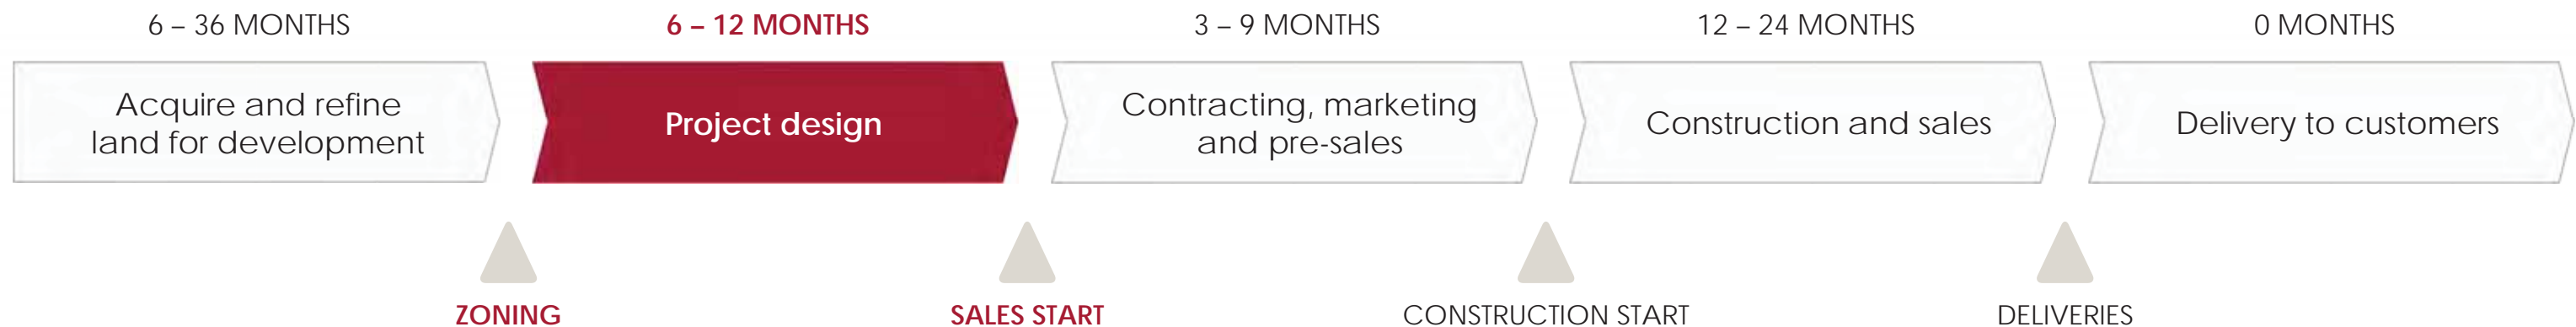 6 – 36 MONTHS
6 – 12 MONTHS
3 – 9 MONTHS
12 – 24 MONTHS
0 MONTHS
Acquire and refine
land for development
Project design
Contracting, marketing
and pre-sales
Construction and sales
Delivery to customers
ZONING
SALES START
CONSTRUCTION START
DELIVERIES